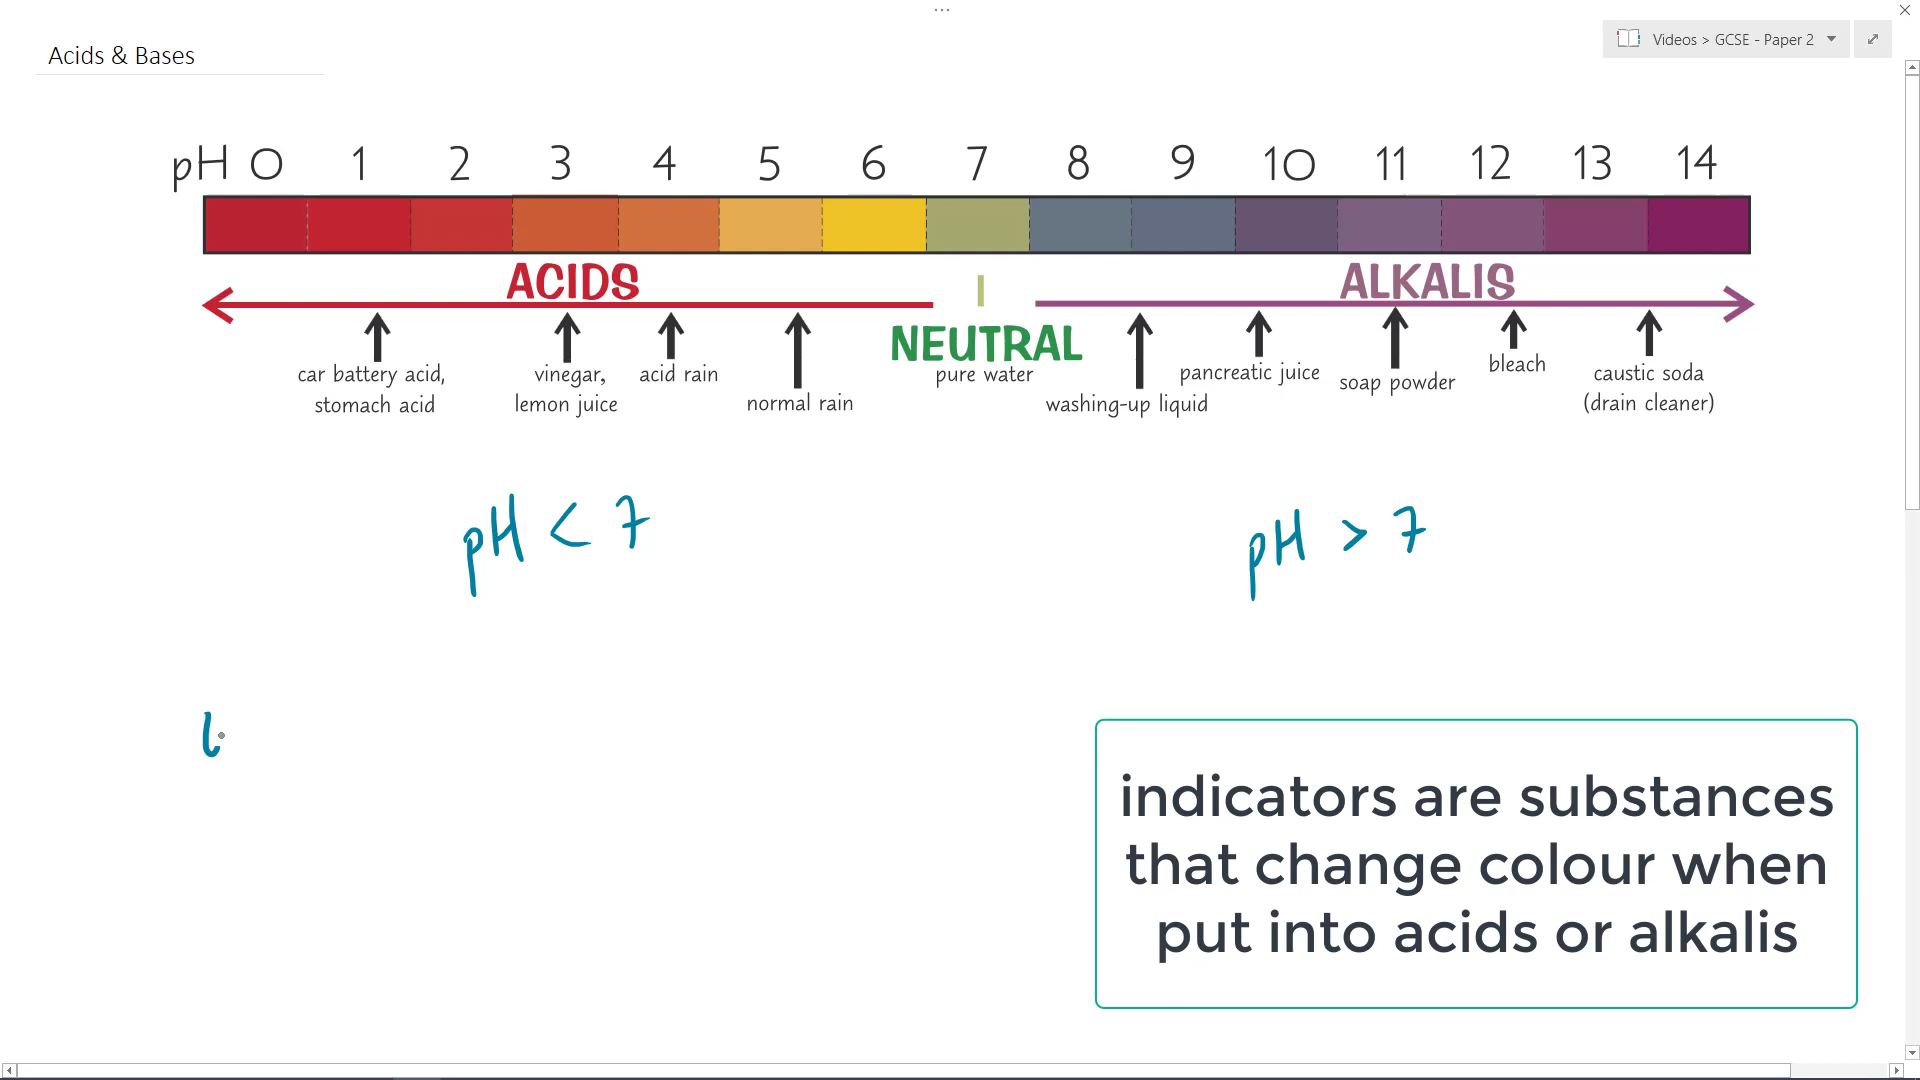 Acids & Bases
Videos > GCSE - Paper 2
pH 0 1 2 3 4 5 6 7 8 9 10 11 12 13 14
ACIDS
ALKALIS
NEUTRAL
car battery acid,
stomach acid
vinegar,
lemon juice
acid rain
normal rain
pure water
washing-up liquid
pancreatic juice
soap powder
bleach
caustic soda
(drain cleaner)
pH < 7
pH > 7
indicators are substances
that change colour when
put into acids or alkalis